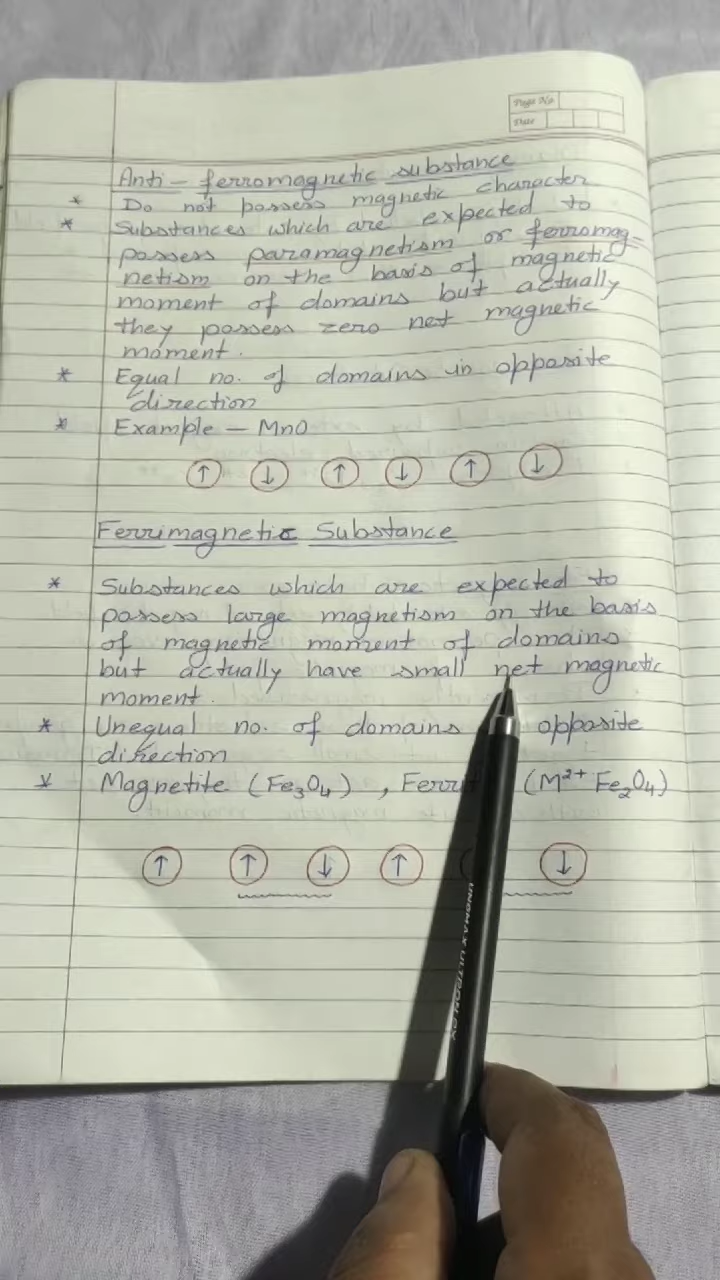 Page No
Date
Anti - ferromagnetic substance
* Do not possess magnetic character
* Substances which are expected to
possess paramagnetism or ferromag=
netism on the basis of magnetic
moment of domains but actually
they possess zero net magnetic
moment.
* Equal no. of domains in opposite
direction
* Example - MnO
↑ ↓ ↑ ↓ ↑ ↓
Ferrimagnetic Substance
* Substances which are expected to
possess large magnetism on the basis
of magnetic moment of domains
but actually have small net magnetic
moment.
* Unequal no. of domains opposite
direction
* Magnetite (Fe₃O₄), (M²⁺Fe₂O₄)
↑ ↑ ↓ ↑ ↓